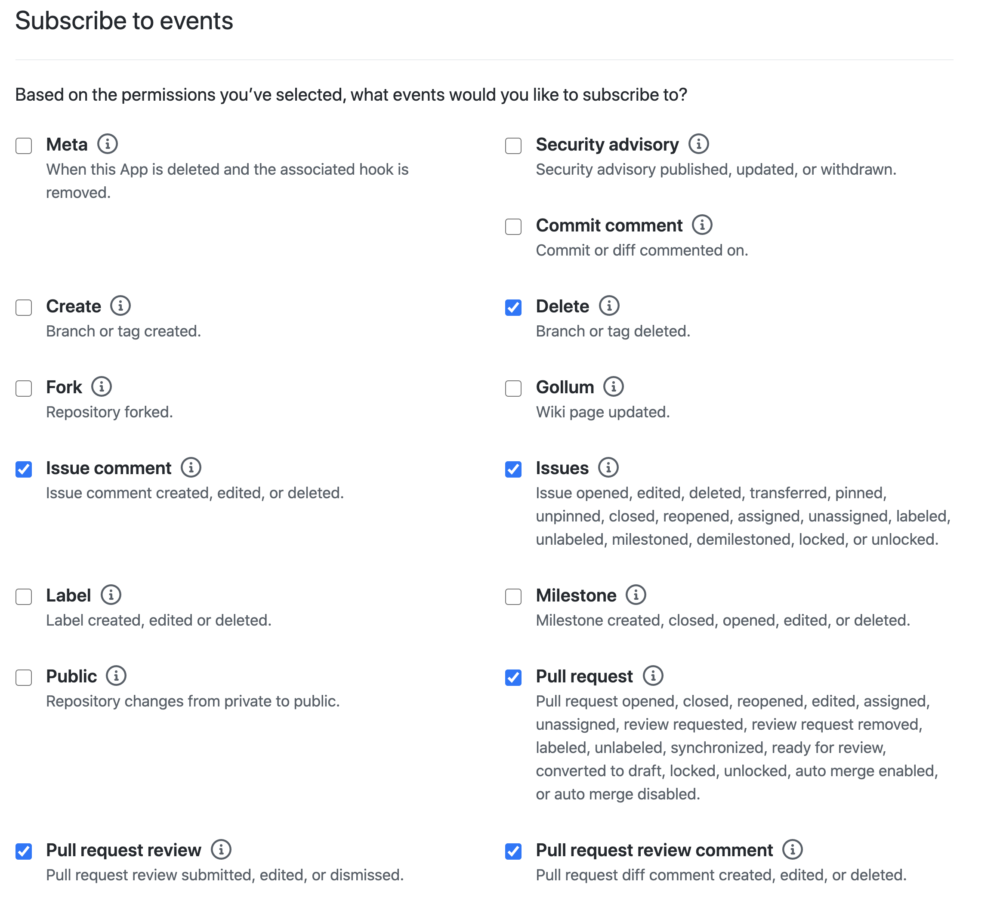 Subscribe to events
Based on the permissions you’ve selected, what events would you like to subscribe to?
Meta
When this App is deleted and the associated hook is
removed.
Security advisory
Security advisory published, updated, or withdrawn.
Commit comment
Commit or diff commented on.
Create
Branch or tag created.
Delete
Branch or tag deleted.
Fork
Repository forked.
Gollum
Wiki page updated.
Issue comment
Issue comment created, edited, or deleted.
Issues
Issue opened, edited, deleted, transferred, pinned,
unpinned, closed, reopened, assigned, unassigned, labeled,
unlabeled, milestoned, demilestoned, locked, or unlocked.
Label
Label created, edited or deleted.
Milestone
Milestone created, closed, opened, edited, or deleted.
Public
Repository changes from private to public.
Pull request
Pull request opened, closed, reopened, edited, assigned,
unassigned, review requested, review request removed,
labeled, unlabeled, synchronized, ready for review,
converted to draft, locked, unlocked, auto merge enabled,
or auto merge disabled.
Pull request review
Pull request review submitted, edited, or dismissed.
Pull request review comment
Pull request diff comment created, edited, or deleted.